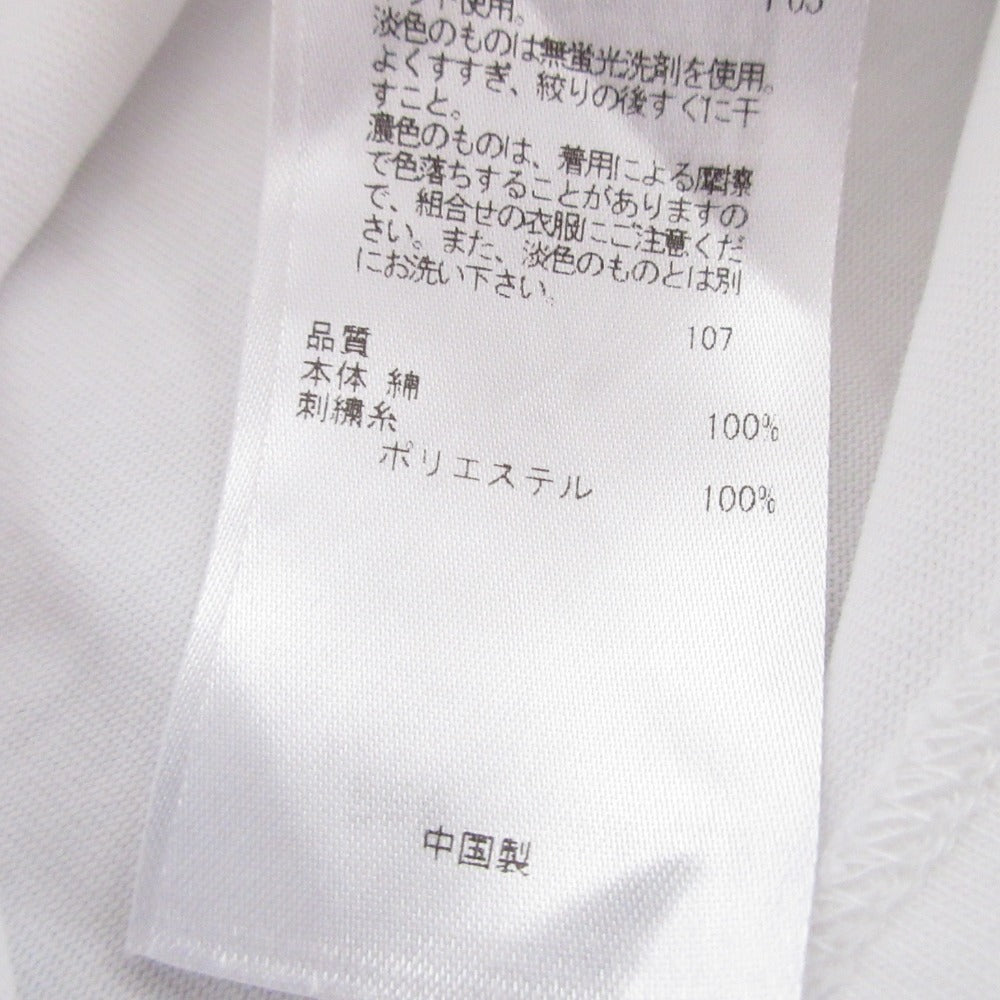 使用。
淡色のものは無蛍光洗剤を使用。
よくすすぎ、絞りの後すぐに干
すこと。
濃色のものは、着用による摩擦
で色落ちすることがありますの
で、組合せの衣服にご注意くだ
さい。また、淡色のものとは別
にお洗い下さい。
品質 107
本体 綿
100%
刺繍糸
ポリエステル
100%
中国製